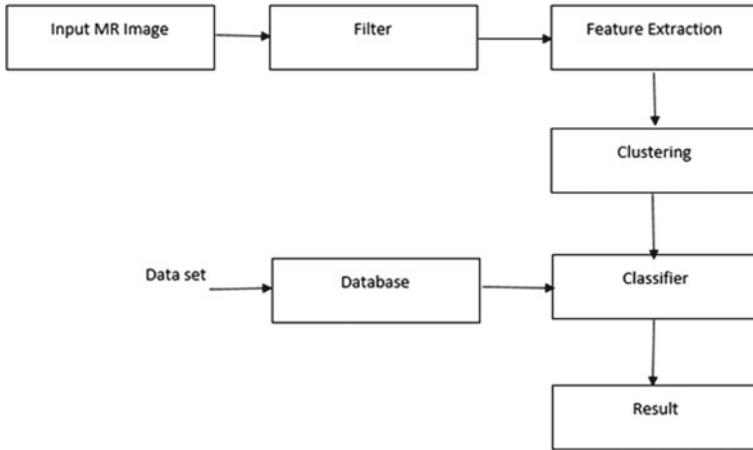 Input MR Image
Filter
Feature Extraction
Clustering
Data set
Database
Classifier
Result